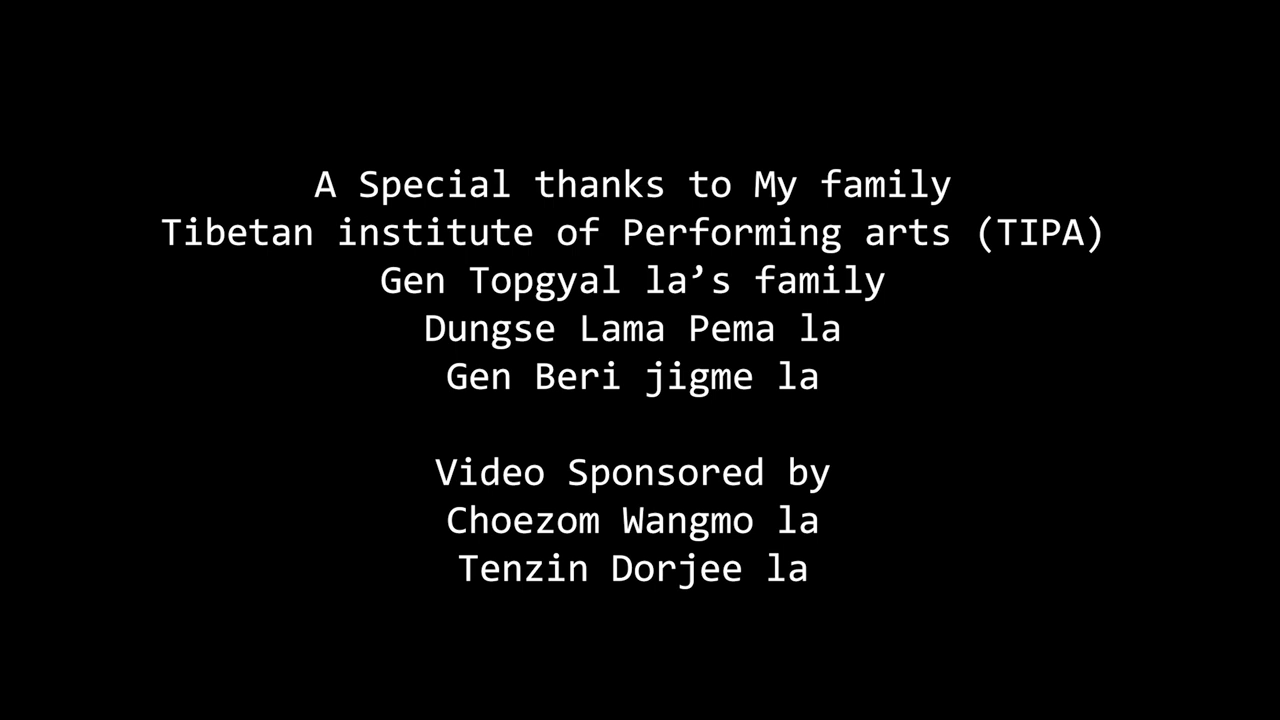 A Special thanks to My family
Tibetan institute of Performing arts (TIPA)
Gen Topgyal la’s family
Dungse Lama Pema la
Gen Beri jigme la
Video Sponsored by
Choezom Wangmo la
Tenzin Dorjee la